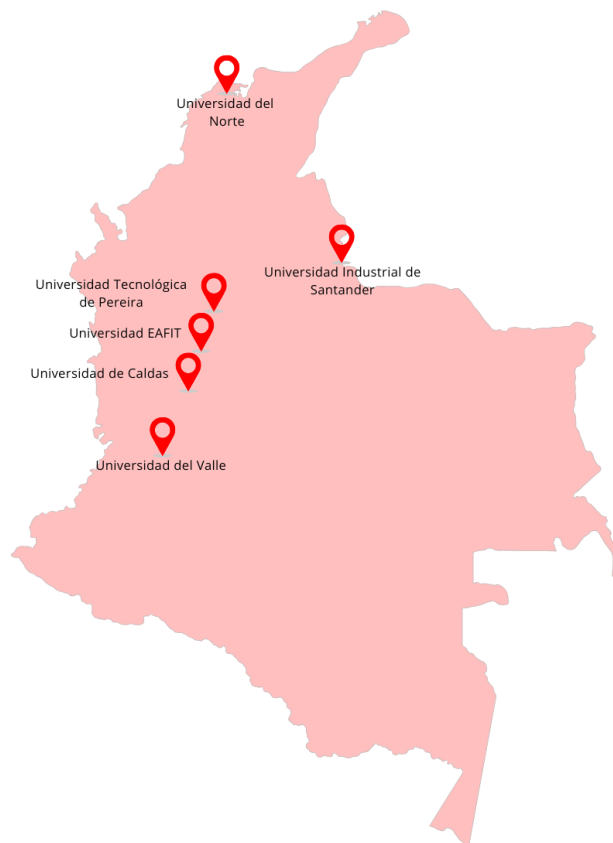 Universidad del
Norte
Universidad Industrial de
Santander
Universidad Tecnológica
de Pereira
Universidad EAFIT
Universidad de Caldas
Universidad del Valle